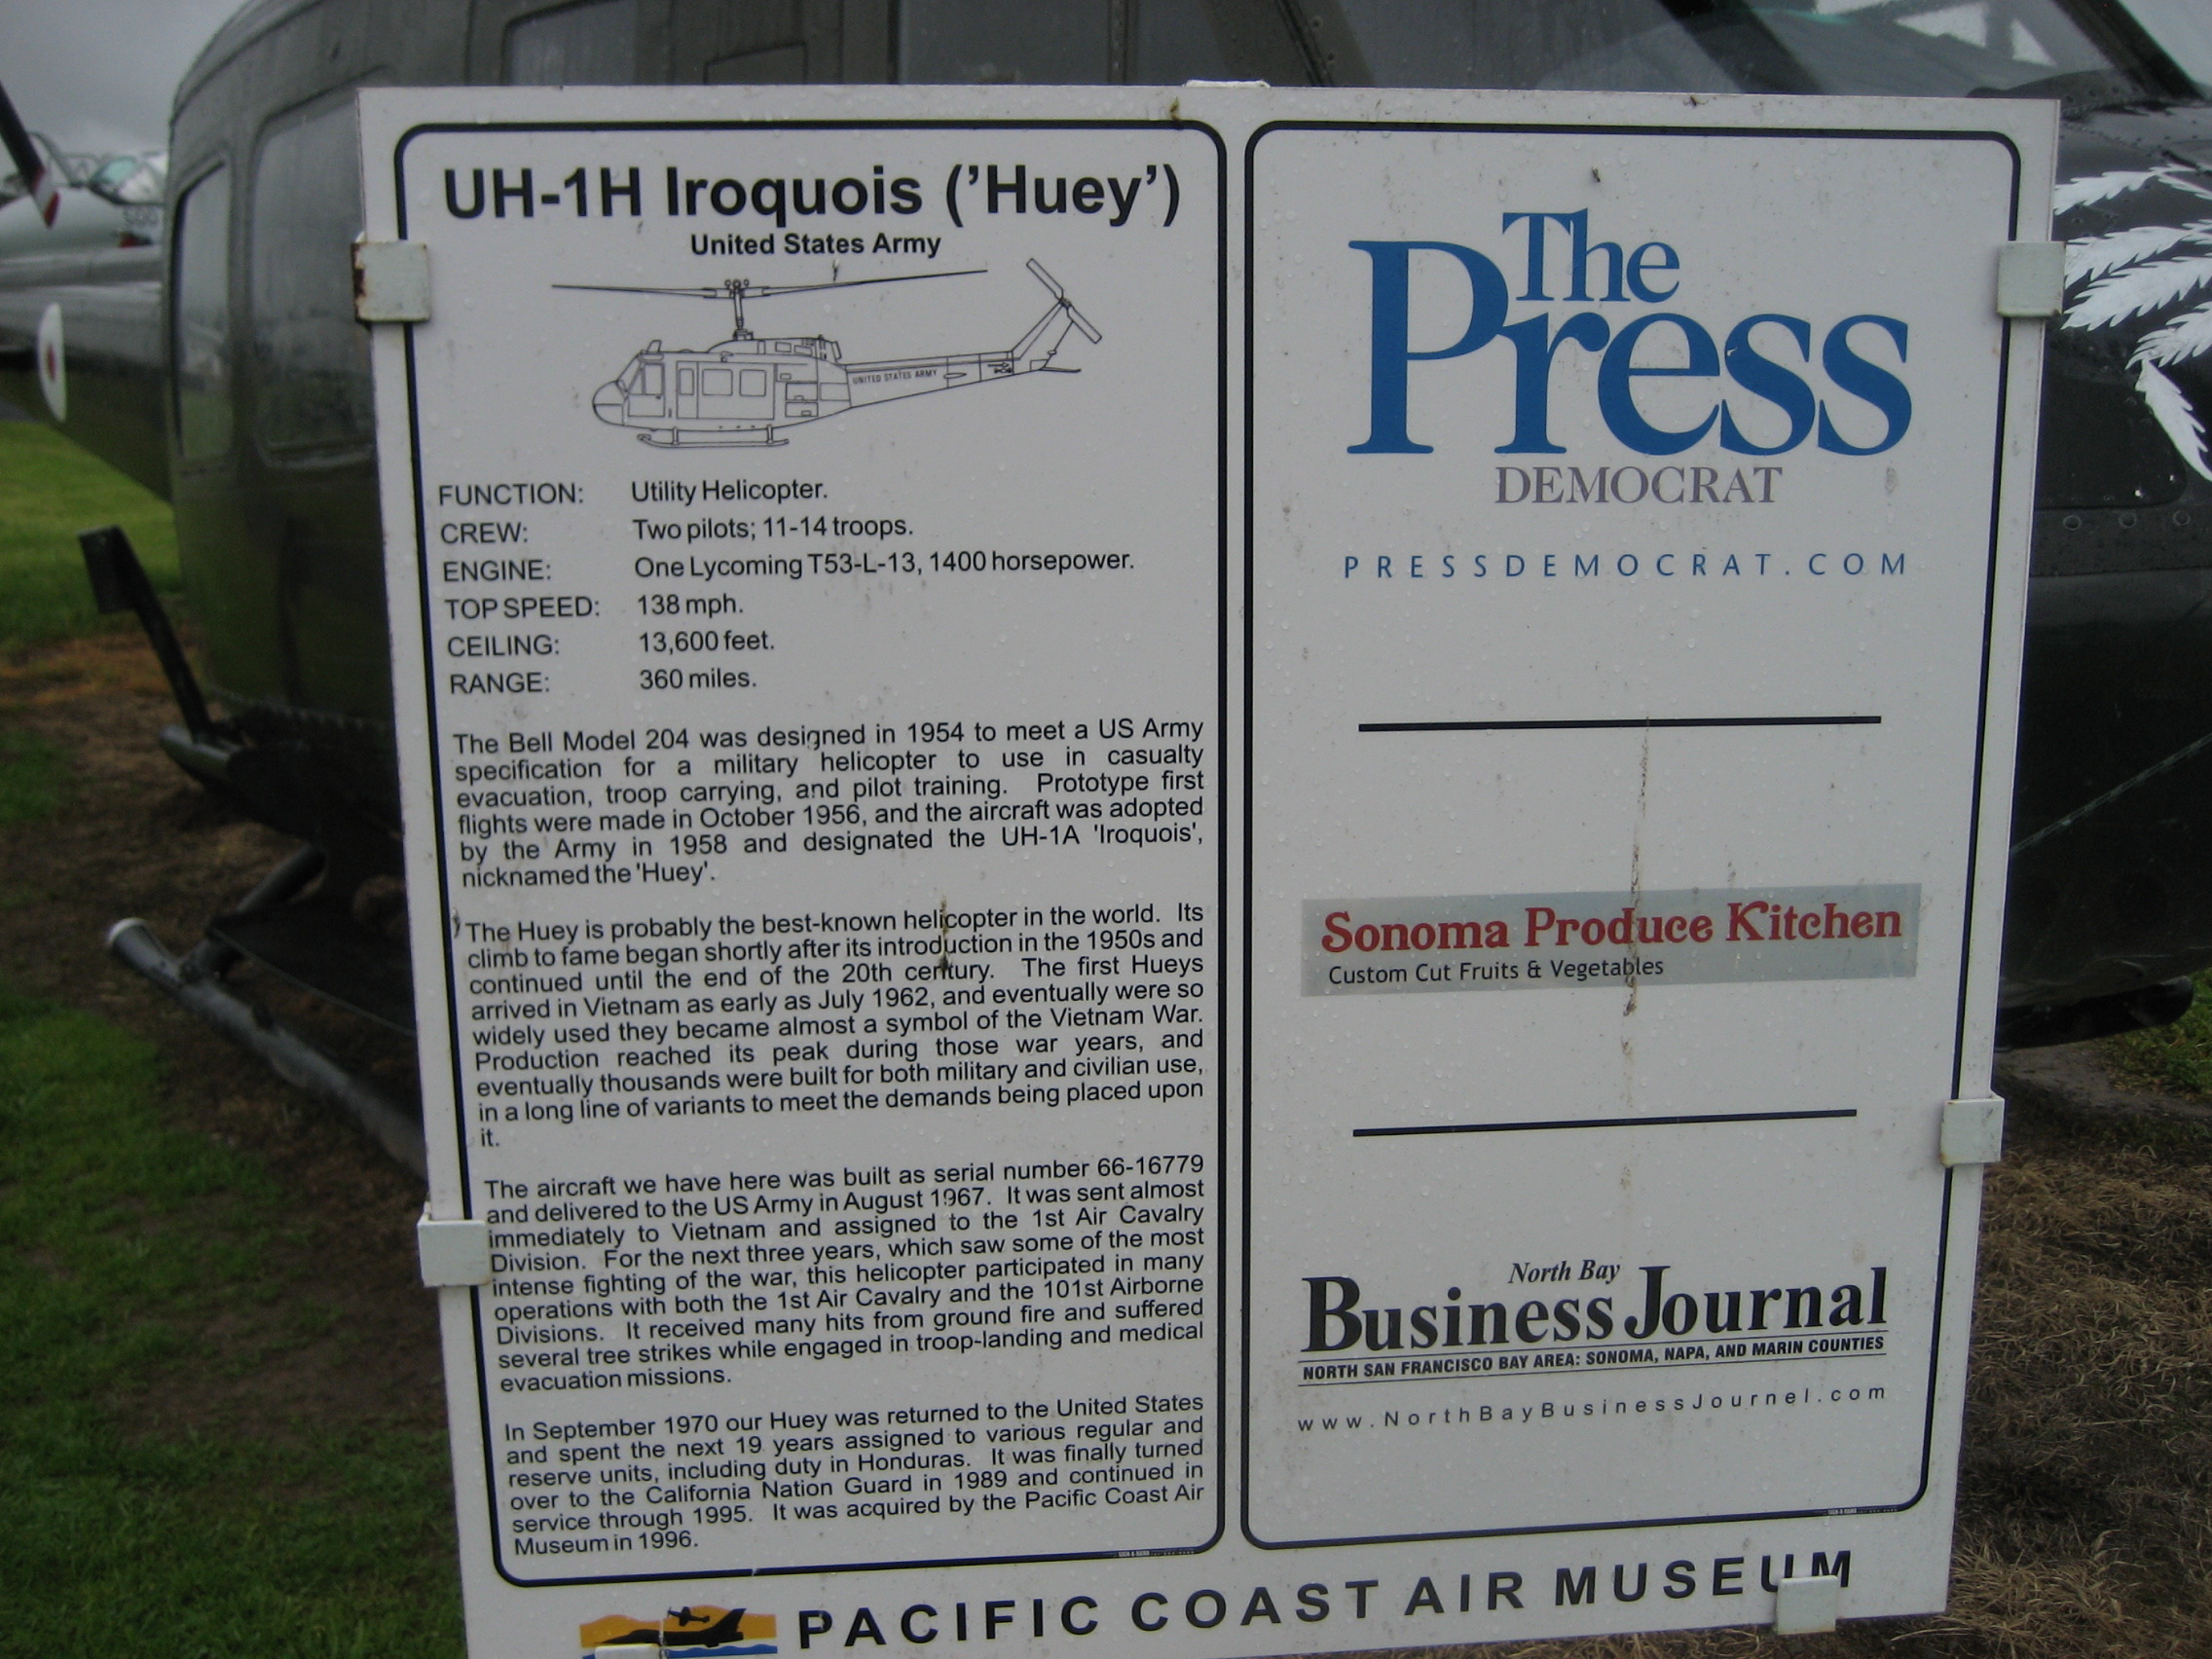 UH-1H Iroquois ('Huey')
United States Army
UNITED STATES ARMY
FUNCTION: Utility Helicopter.
CREW: Two pilots; 11-14 troops.
ENGINE: One Lycoming T53-L-13, 1400 horsepower.
TOP SPEED: 138 mph.
CEILING: 13,600 feet.
RANGE: 360 miles.
The Bell Model 204 was designed in 1954 to meet a US Army
specification for a military helicopter to use in casualty
evacuation, troop carrying, and pilot training. Prototype first
flights were made in October 1956, and the aircraft was adopted
by the Army in 1958 and designated the UH-1A 'Iroquois',
nicknamed the 'Huey'.
The Huey is probably the best-known helicopter in the world. Its
climb to fame began shortly after its introduction in the 1950s and
continued until the end of the 20th century. The first Hueys
arrived in Vietnam as early as July 1962, and eventually were so
widely used they became almost a symbol of the Vietnam War.
Production reached its peak during those war years, and
eventually thousands were built for both military and civilian use,
in a long line of variants to meet the demands being placed upon
it.
The aircraft we have here was built as serial number 66-16779
and delivered to the US Army in August 1967. It was sent almost
immediately to Vietnam and assigned to the 1st Air Cavalry
Division. For the next three years, which saw some of the most
intense fighting of the war, this helicopter participated in many
operations with both the 1st Air Cavalry and the 101st Airborne
Divisions. It received many hits from ground fire and suffered
several tree strikes while engaged in troop-landing and medical
evacuation missions.
In September 1970 our Huey was returned to the United States
and spent the next 19 years assigned to various regular and
reserve units, including duty in Honduras. It was finally turned
over to the California Nation Guard in 1989 and continued in
service through 1995. It was acquired by the Pacific Coast Air
Museum in 1996.
The
Press
DEMOCRAT
PRESSDEMOCRAT.COM
Sonoma Produce Kitchen
Custom Cut Fruits & Vegetables
North Bay
Business Journal
NORTH SAN FRANCISCO BAY AREA: SONOMA, NAPA, AND MARIN COUNTIES
www.NorthBayBusinessJournel.com
PACIFIC COAST AIR MUSEUM